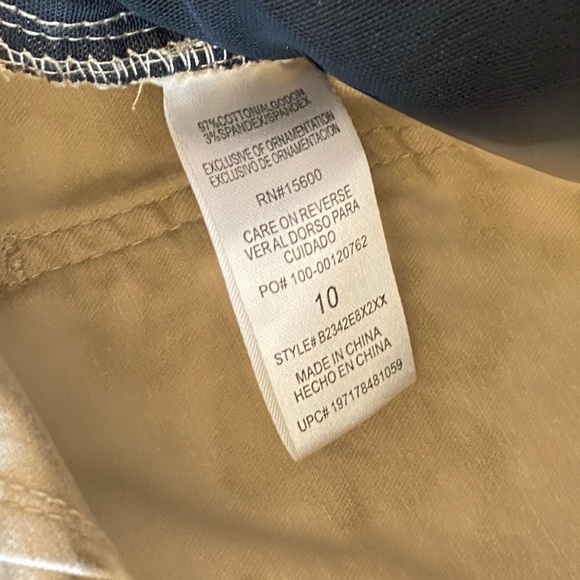 97%COTTON/ALGODON
3%SPANDEX/SPANDEX
EXCLUSIVE OF ORNAMENTATION
EXCLUSIVO DE ORNAMENTACION
RN#15600
CARE ON REVERSE
VER AL DORSO PARA
CUIDADO
PO# 100-00120762
10
STYLE# B2342E8X2XX
MADE IN CHINA
HECHO EN CHINA
UPC# 197178481059